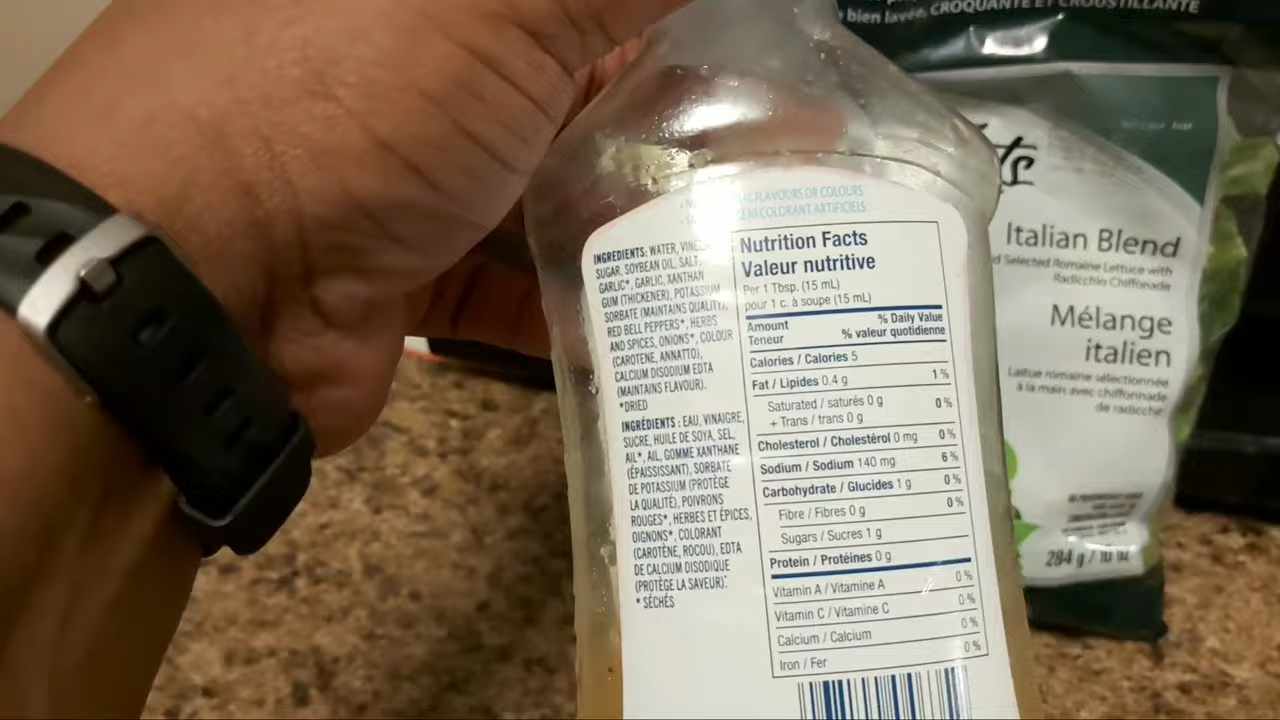 bien lavée, CROQUANTE ET CROUSTILLANTE
Italian Blend
Selected Romaine Lettuce with
Radicchio Chiffonade
Mélange
italien
Laitue romaine sélectionnée
à la main avec chiffonnade
de radicchio
284 g / 10 oz
FLAVOURS OR COLOURS
COLORANT ARTIFICIELS
INGREDIENTS: WATER,
SUGAR, SOYBEAN OIL, SALT,
GARLIC*, GARLIC, XANTHAN
GUM (THICKENER), POTASSIUM
SORBATE (MAINTAINS QUALITY),
RED BELL PEPPERS*, HERBS
AND SPICES, ONIONS*, COLOUR
(CAROTENE, ANNATTO),
CALCIUM DISODIUM EDTA
(MAINTAINS FLAVOUR).
*DRIED
INGRÉDIENTS: EAU, VINAIGRE,
SUCRE, HUILE DE SOYA, SEL,
AIL*, AIL, GOMME XANTHANE
(ÉPAISSISSANT), SORBATE
DE POTASSIUM (PROTÈGE
LA QUALITÉ), POIVRONS
ROUGES*, HERBES ET ÉPICES,
OIGNONS*, COLORANT
(CAROTÈNE, ROCOU), EDTA
DE CALCIUM DISODIQUE
(PROTÈGE LA SAVEUR).
* SÉCHÉS
Nutrition Facts
Valeur nutritive
Per 1 Tbsp. (15 mL)
pour 1 c. à soupe (15 mL)
Amount % Daily Value
Teneur % valeur quotidienne
Calories / Calories 5
Fat / Lipides 0.4 g 1 %
Saturated / saturés 0 g 0 %
+ Trans / trans 0 g
Cholesterol / Cholestérol 0 mg 0 %
Sodium / Sodium 140 mg 6 %
Carbohydrate / Glucides 1 g 0 %
Fibre / Fibres 0 g 0 %
Sugars / Sucres 1 g
Protein / Protéines 0 g
Vitamin A / Vitamine A 0 %
Vitamin C / Vitamine C 0 %
Calcium / Calcium 0 %
Iron / Fer 0 %